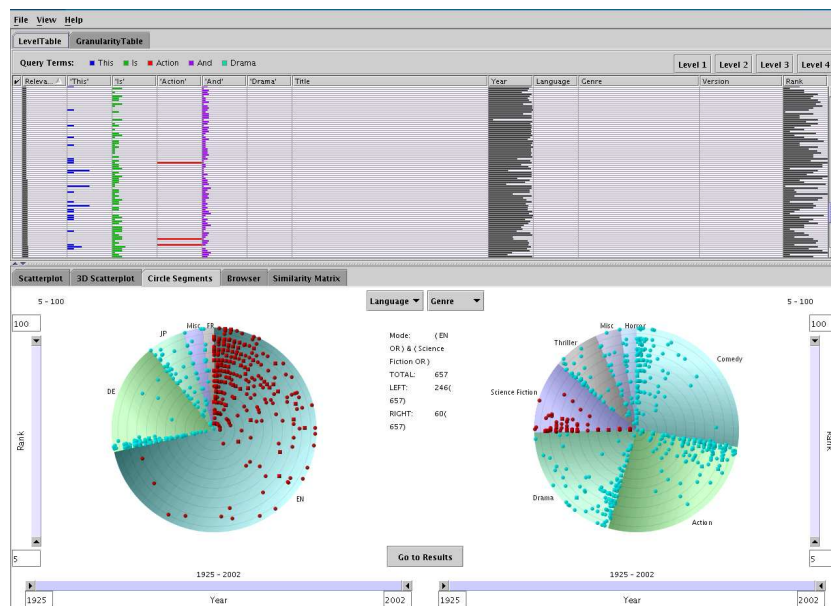 File View Help
LevelTable GranularityTable
Query Terms: This Is Action And Drama
Level 1 Level 2 Level 3 Level 4
Releva... 'This' 'Is' 'Action' 'And' 'Drama' Title Year Language Genre Version Rank
Scatterplot 3D Scatterplot Circle Segments Browser Similarity Matrix
5 - 100
Language Genre
5 - 100
100
100
Mode: ( EN
OR ) & ( Science
Fiction OR )
TOTAL: 657
LEFT: 246(
657)
RIGHT: 60(
657)
FR
Misc
JP
DE
EN
Misc
Horror
Thriller
Comedy
Science Fiction
Drama
Action
Rank
Rank
Go to Results
5
5
1925 - 2002
1925 - 2002
1925 Year 2002
1925 Year 2002